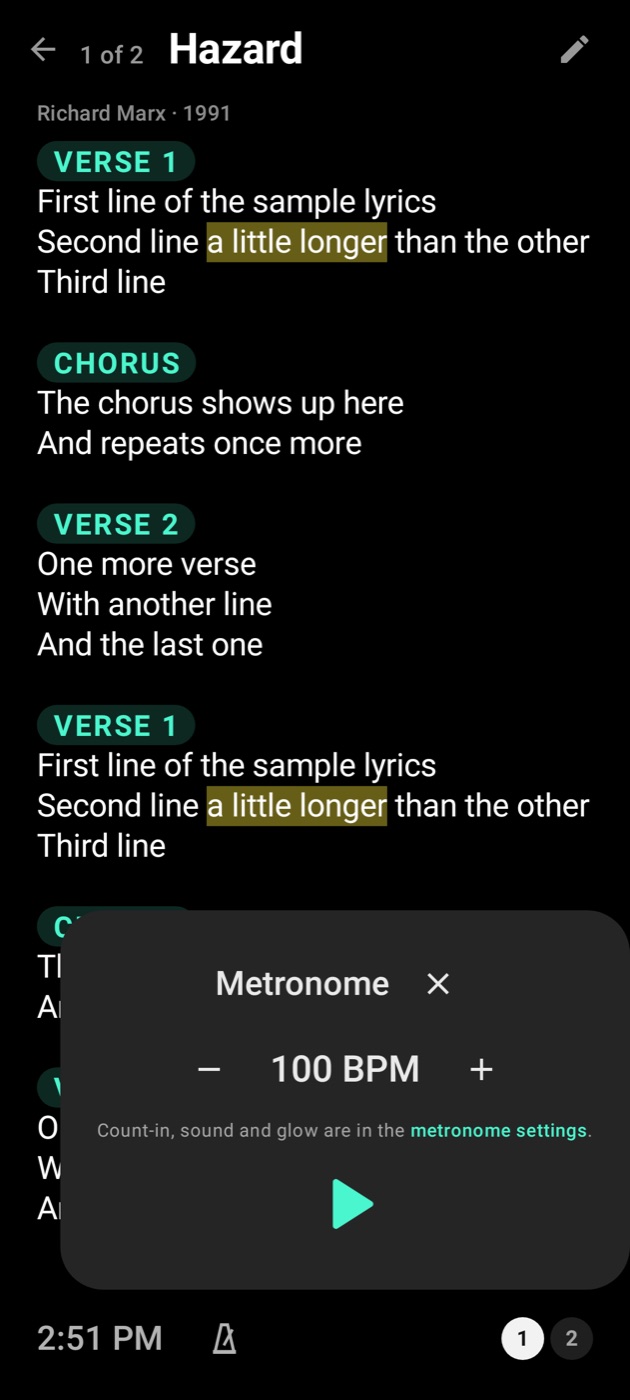 1 of 2 Hazard
Richard Marx · 1991
VERSE 1
First line of the sample lyrics
Second line a little longer than the other
Third line
CHORUS
The chorus shows up here
And repeats once more
VERSE 2
One more verse
With another line
And the last one
VERSE 1
First line of the sample lyrics
Second line a little longer than the other
Third line
Metronome
− 100 BPM +
Count-in, sound and glow are in the metronome settings.
2:51 PM 1 2